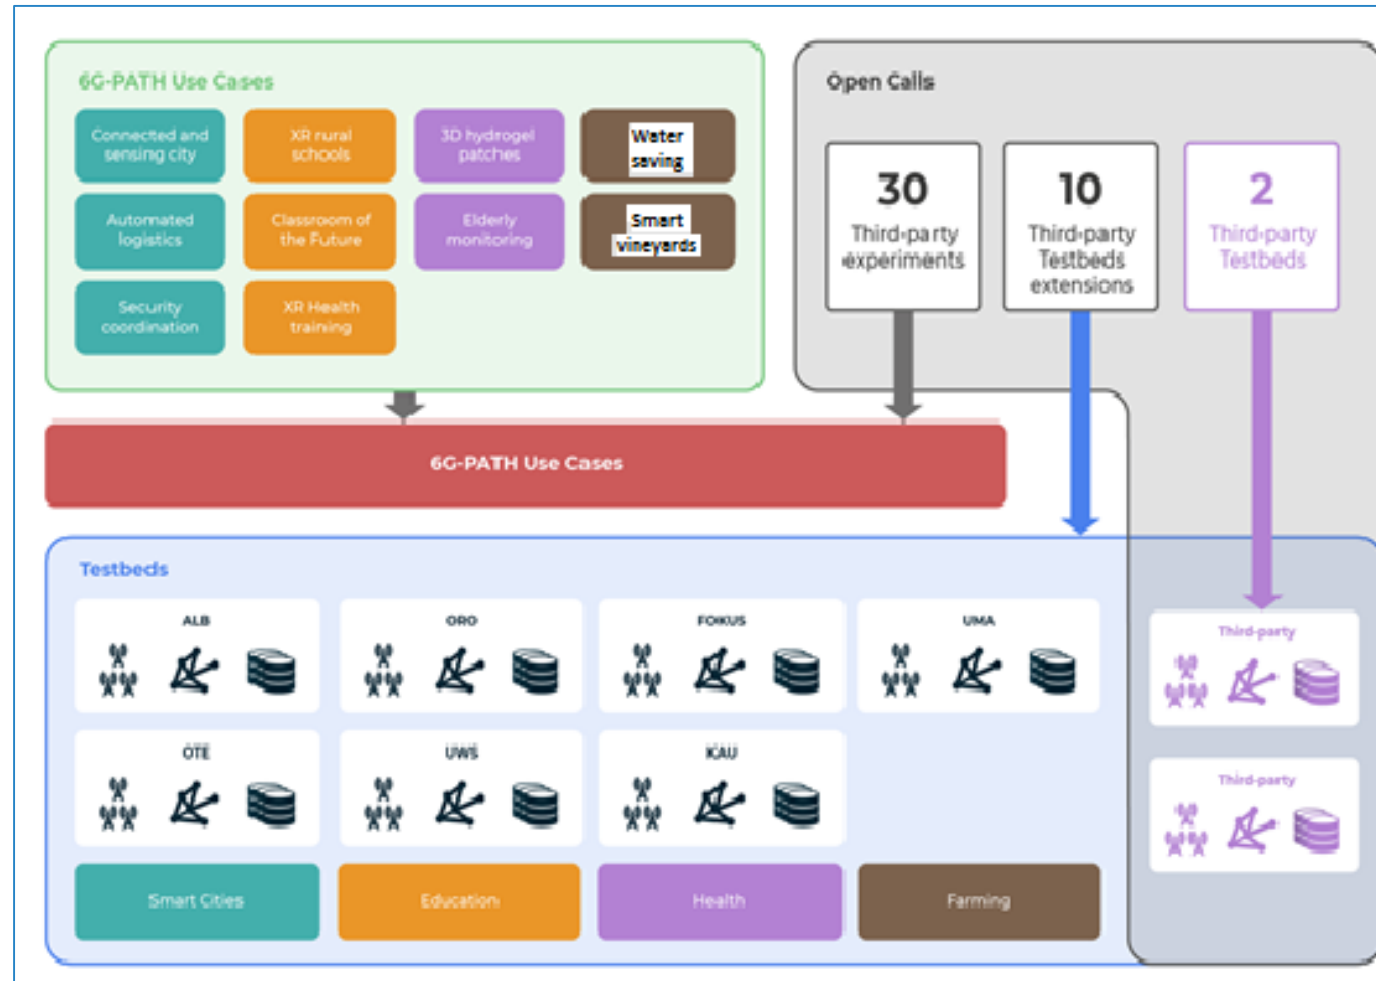 6G-PATH Use Cases
Connected and
sensing city
XR rural
schools
3D hydrogel
patches
Water
saving
Automated
logistics
Classroom of
the Future
Elderly
monitoring
Smart
vineyards
Security
coordination
XR Health
training
Open Calls
30
Third-party
experiments
10
Third-party
Testbeds
extensions
2
Third-party
Testbeds
6G-PATH Use Cases
Testbeds
ALB
ORO
FOKUS
UMA
Third-party
OTE
UWS
KAU
Third-party
Smart Cities
Education
Health
Farming